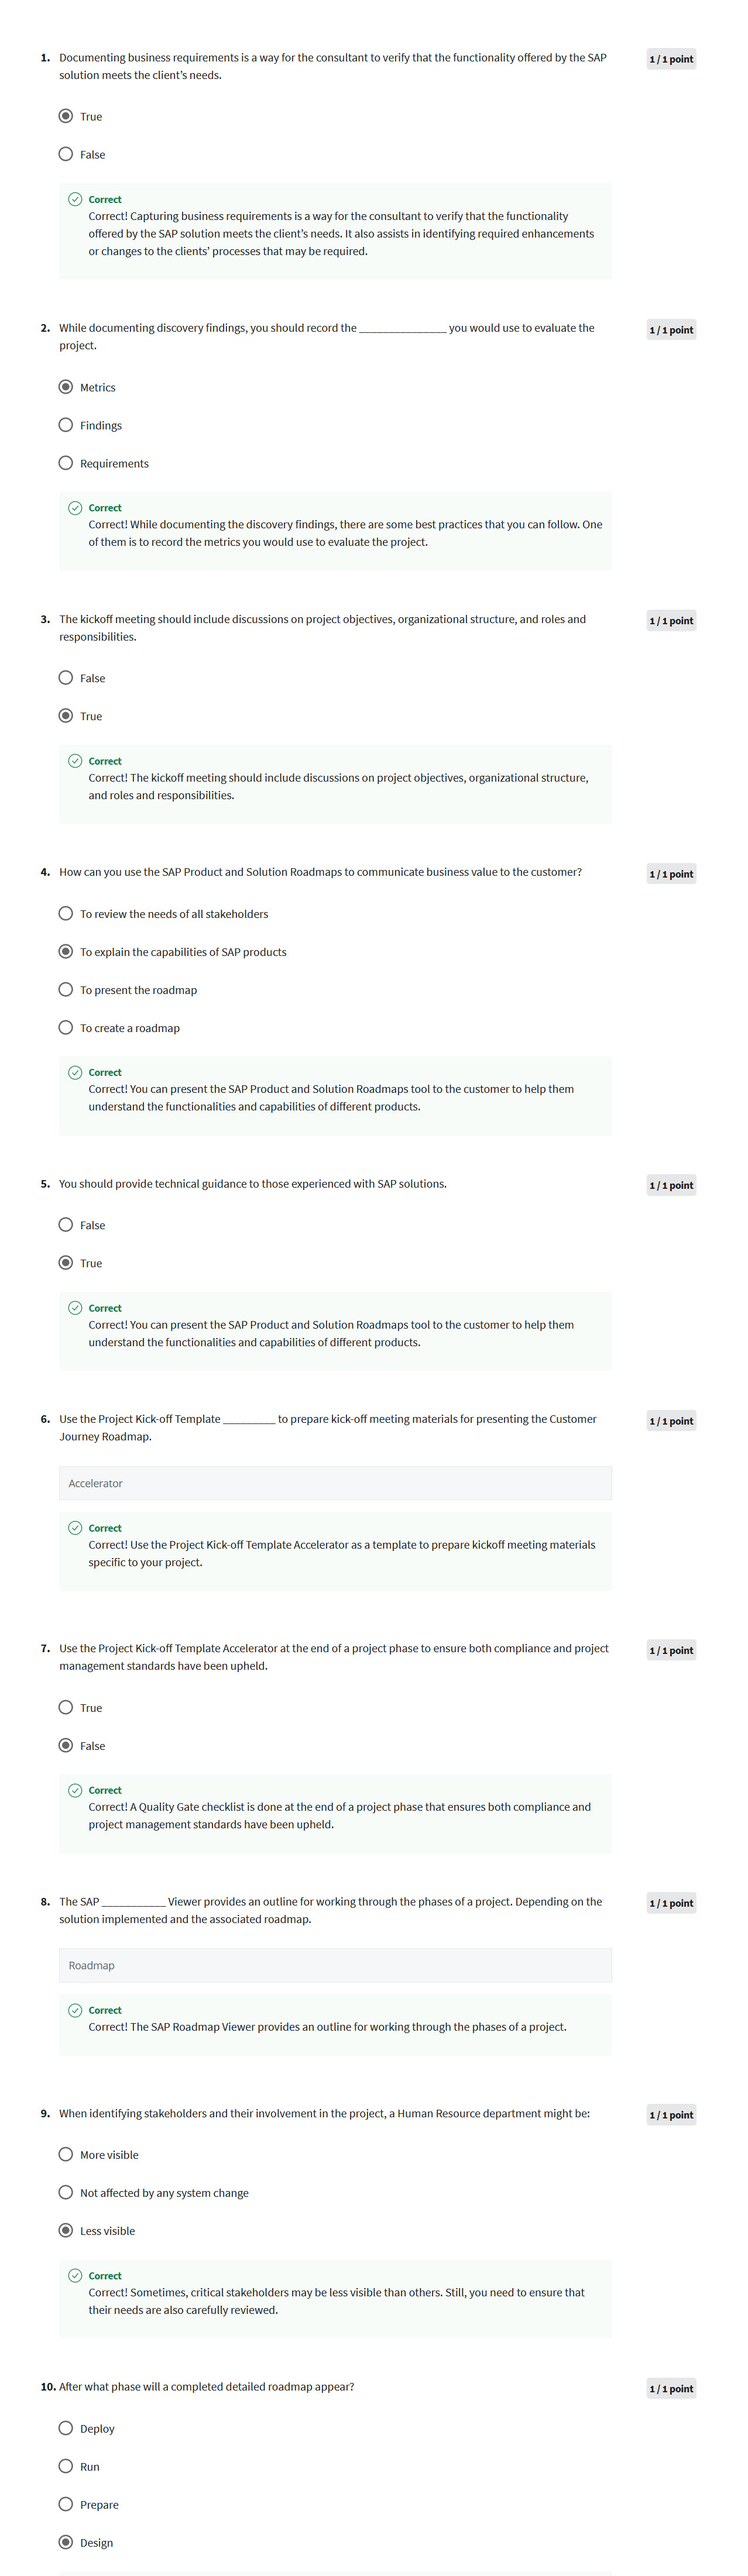 1. Documenting business requirements is a way for the consultant to verify that the functionality offered by the SAP
solution meets the client's needs.
1 / 1 point
True
False
Correct
Correct! Capturing business requirements is a way for the consultant to verify that the functionality
offered by the SAP solution meets the client's needs. It also assists in identifying required enhancements
or changes to the clients' processes that may be required.
2. While documenting discovery findings, you should record the _______________ you would use to evaluate the
project.
1 / 1 point
Metrics
Findings
Requirements
Correct
Correct! While documenting the discovery findings, there are some best practices that you can follow. One
of them is to record the metrics you would use to evaluate the project.
3. The kickoff meeting should include discussions on project objectives, organizational structure, and roles and
responsibilities.
1 / 1 point
False
True
Correct
Correct! The kickoff meeting should include discussions on project objectives, organizational structure,
and roles and responsibilities.
4. How can you use the SAP Product and Solution Roadmaps to communicate business value to the customer?
1 / 1 point
To review the needs of all stakeholders
To explain the capabilities of SAP products
To present the roadmap
To create a roadmap
Correct
Correct! You can present the SAP Product and Solution Roadmaps tool to the customer to help them
understand the functionalities and capabilities of different products.
5. You should provide technical guidance to those experienced with SAP solutions.
1 / 1 point
False
True
Correct
Correct! You can present the SAP Product and Solution Roadmaps tool to the customer to help them
understand the functionalities and capabilities of different products.
6. Use the Project Kick-off Template _________ to prepare kick-off meeting materials for presenting the Customer
Journey Roadmap.
1 / 1 point
Accelerator
Correct
Correct! Use the Project Kick-off Template Accelerator as a template to prepare kickoff meeting materials
specific to your project.
7. Use the Project Kick-off Template Accelerator at the end of a project phase to ensure both compliance and project
management standards have been upheld.
1 / 1 point
True
False
Correct
Correct! A Quality Gate checklist is done at the end of a project phase that ensures both compliance and
project management standards have been upheld.
8. The SAP ___________ Viewer provides an outline for working through the phases of a project. Depending on the
solution implemented and the associated roadmap.
1 / 1 point
Roadmap
Correct
Correct! The SAP Roadmap Viewer provides an outline for working through the phases of a project.
9. When identifying stakeholders and their involvement in the project, a Human Resource department might be:
1 / 1 point
More visible
Not affected by any system change
Less visible
Correct
Correct! Sometimes, critical stakeholders may be less visible than others. Still, you need to ensure that
their needs are also carefully reviewed.
10. After what phase will a completed detailed roadmap appear?
1 / 1 point
Deploy
Run
Prepare
Design